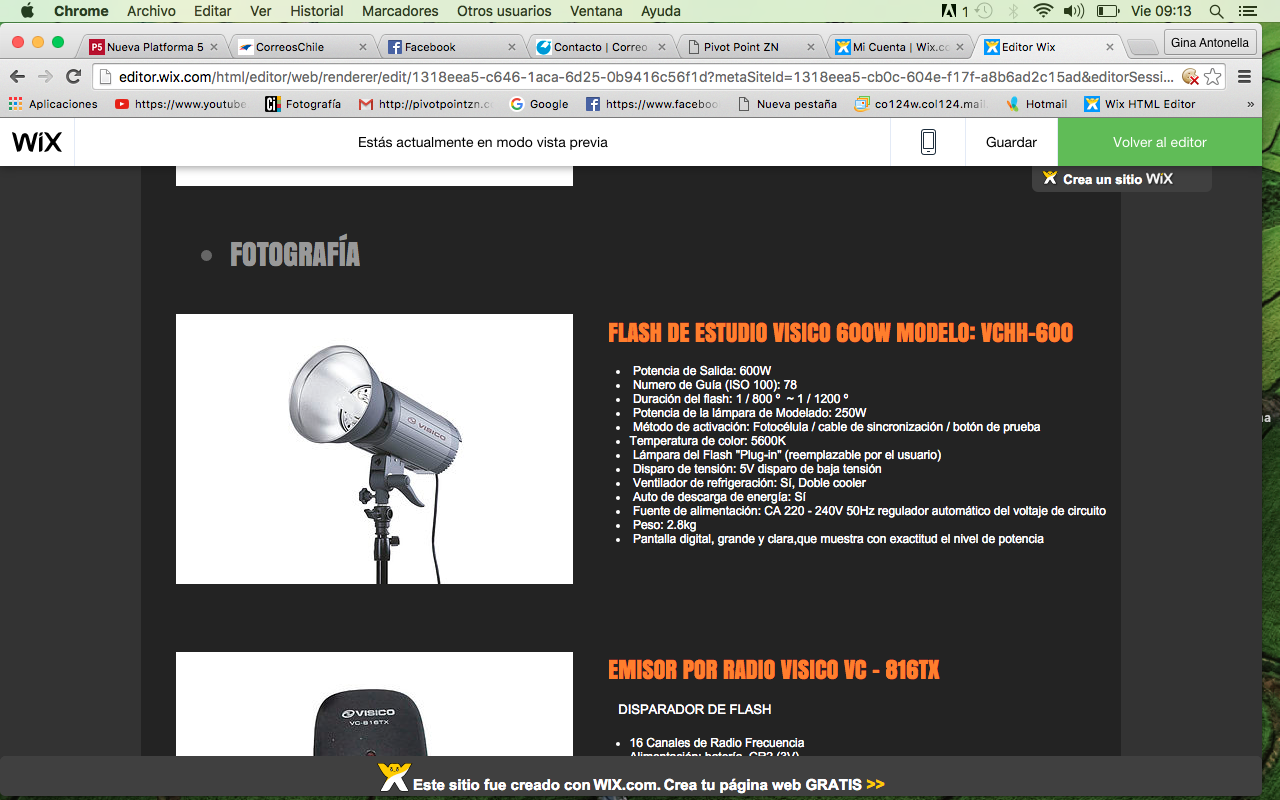 Chrome Archivo Editar Ver Historial Marcadores Otros usuarios Ventana Ayuda 1 Vie 09:13
Nueva Platforma 5 CorreosChile Facebook Contacto | Correo Pivot Point ZN Mi Cuenta | Wix.co Editor Wix Gina Antonella
editor.wix.com/html/editor/web/renderer/edit/1318eea5-c646-1aca-6d25-0b9416c56f1d?metaSiteId=1318eea5-cb0c-604e-f17f-a8b6ad2c15ad&editorSessi...
Aplicaciones https://www.youtube Fotografía http://pivotpointzn.c Google https://www.faceboo Nueva pestaña co124w.col124.mail. Hotmail Wix HTML Editor »
WiX Estás actualmente en modo vista previa Guardar Volver al editor
Crea un sitio WiX
• FOTOGRAFÍA
FLASH DE ESTUDIO VISICO 600W MODELO: VCHH-600
• Potencia de Salida: 600W
• Numero de Guía (ISO 100): 78
• Duración del flash: 1 / 800 º ~ 1 / 1200 º
• Potencia de la lámpara de Modelado: 250W
• Método de activación: Fotocélula / cable de sincronización / botón de prueba
• Temperatura de color: 5600K
• Lámpara del Flash "Plug-in" (reemplazable por el usuario)
• Disparo de tensión: 5V disparo de baja tensión
• Ventilador de refrigeración: Sí, Doble cooler
• Auto de descarga de energía: Sí
• Fuente de alimentación: CA 220 - 240V 50Hz regulador automático del voltaje de circuito
• Peso: 2.8kg
• Pantalla digital, grande y clara,que muestra con exactitud el nivel de potencia
VISICO
EMISOR POR RADIO VISICO VC - 816TX
DISPARADOR DE FLASH
• 16 Canales de Radio Frecuencia
VISICO
VC-816TX
Este sitio fue creado con WIX.com. Crea tu página web GRATIS >>